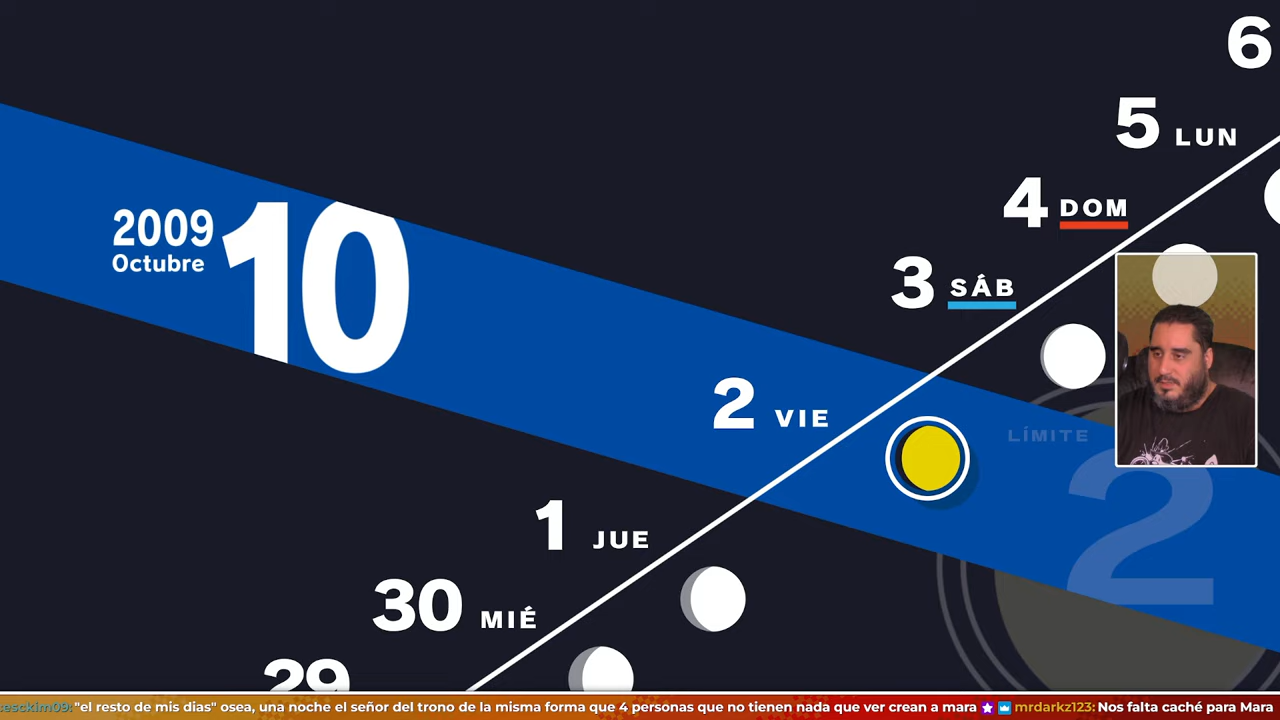 6
5 LUN
4 DOM
3 SÁB
2009
Octubre
10
2 VIE
LÍMITE
2
1 JUE
30 MIÉ
29
esckim09: "el resto de mis dias" osea, una noche el señor del trono de la misma forma que 4 personas que no tienen nada que ver crean a mara mrdarkz123: Nos falta caché para Mara